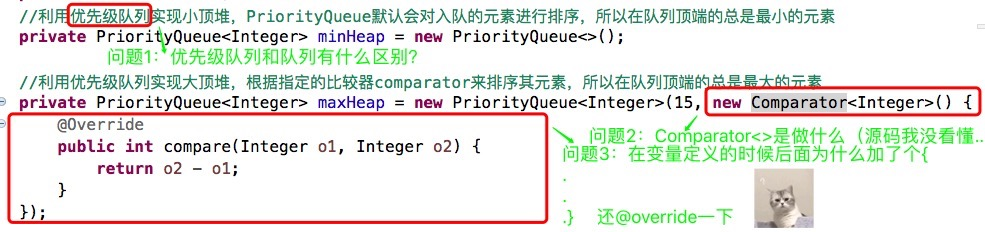 //利用优先级队列实现小顶堆，PriorityQueue默认会对入队的元素进行排序，所以在队列顶端的总是最小的元素
private PriorityQueue<Integer> minHeap = new PriorityQueue<>();
问题1：优先级队列和队列有什么区别?
//利用优先级队列实现大顶堆，根据指定的比较器comparator来排序其元素，所以在队列顶端的总是最大的元素
private PriorityQueue<Integer> maxHeap = new PriorityQueue<Integer>(15, new Comparator<Integer>() {
@Override
public int compare(Integer o1, Integer o2) {
return o2 - o1;
}
});
问题2：Comparator<>是做什么（源码我没看懂..
问题3：在变量定义的时候后面为什么加了个{
.
.
.} 还@override一下